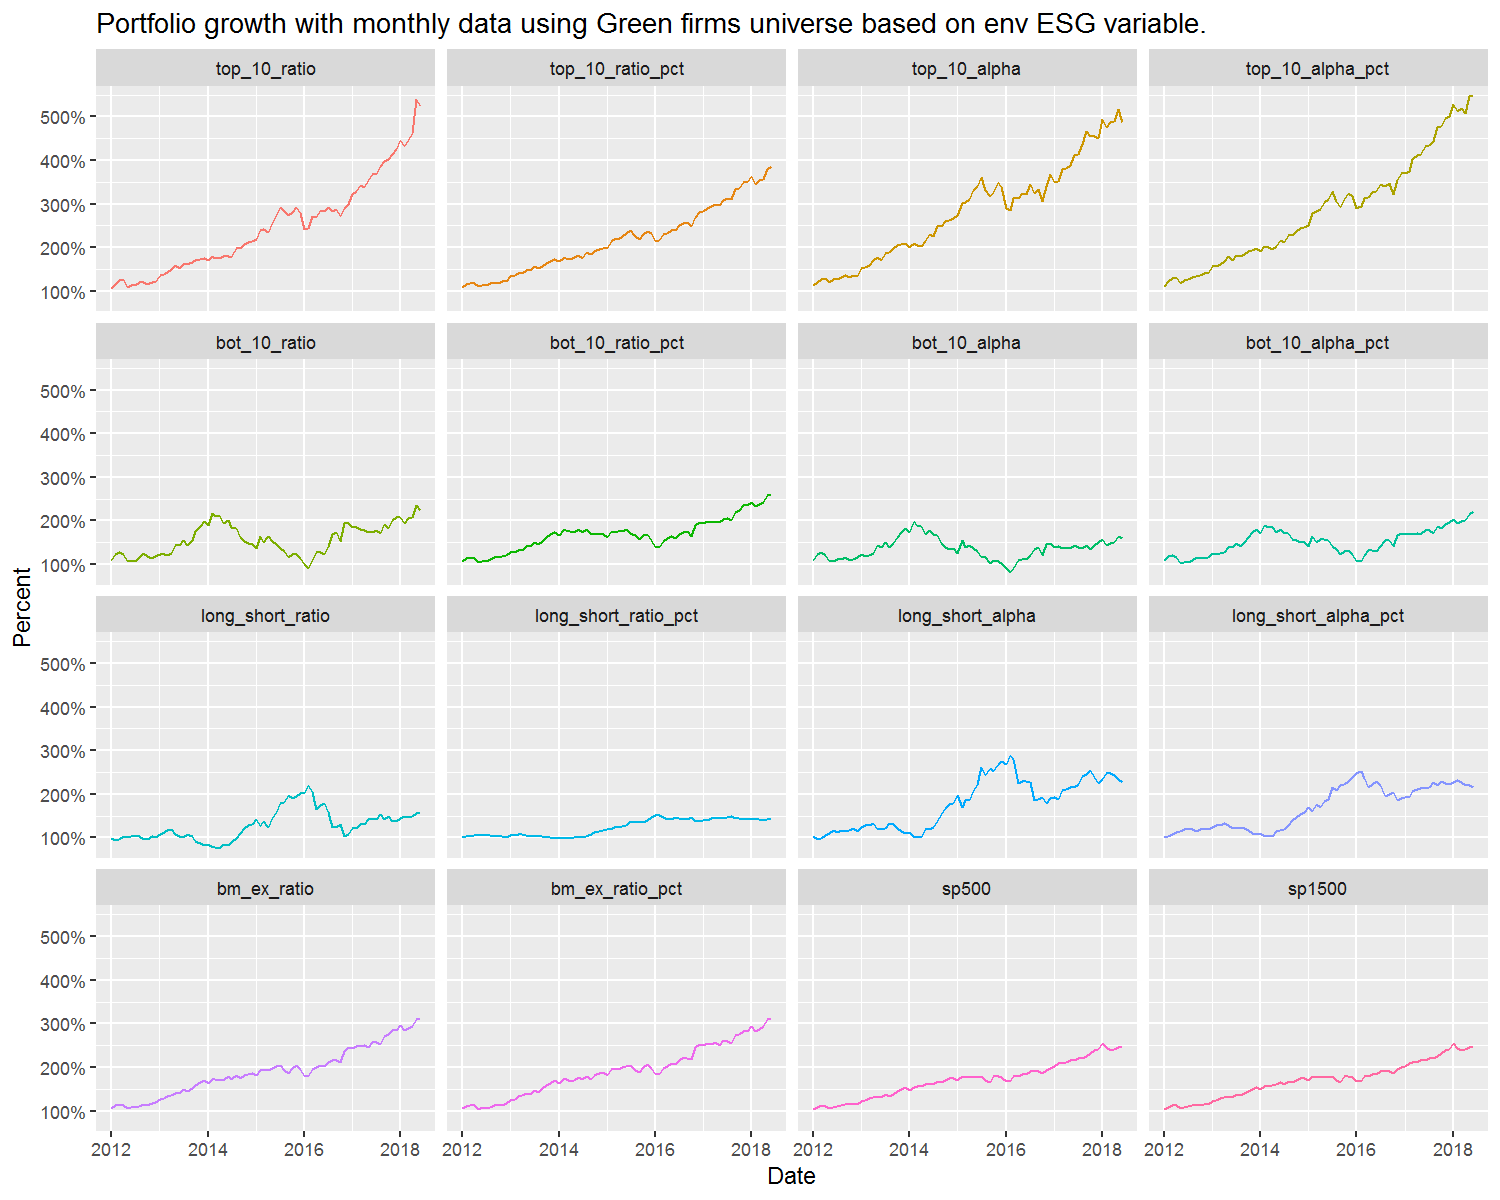 Portfolio growth with monthly data using Green firms universe based on env ESG variable.
top_10_ratio top_10_ratio_pct top_10_alpha top_10_alpha_pct
500%
400%
300%
200%
100%
bot_10_ratio bot_10_ratio_pct bot_10_alpha bot_10_alpha_pct
500%
400%
300%
200%
100%
Percent
long_short_ratio long_short_ratio_pct long_short_alpha long_short_alpha_pct
500%
400%
300%
200%
100%
bm_ex_ratio bm_ex_ratio_pct sp500 sp1500
500%
400%
300%
200%
100%
2012 2014 2016 2018 2012 2014 2016 2018 2012 2014 2016 2018 2012 2014 2016 2018
Date